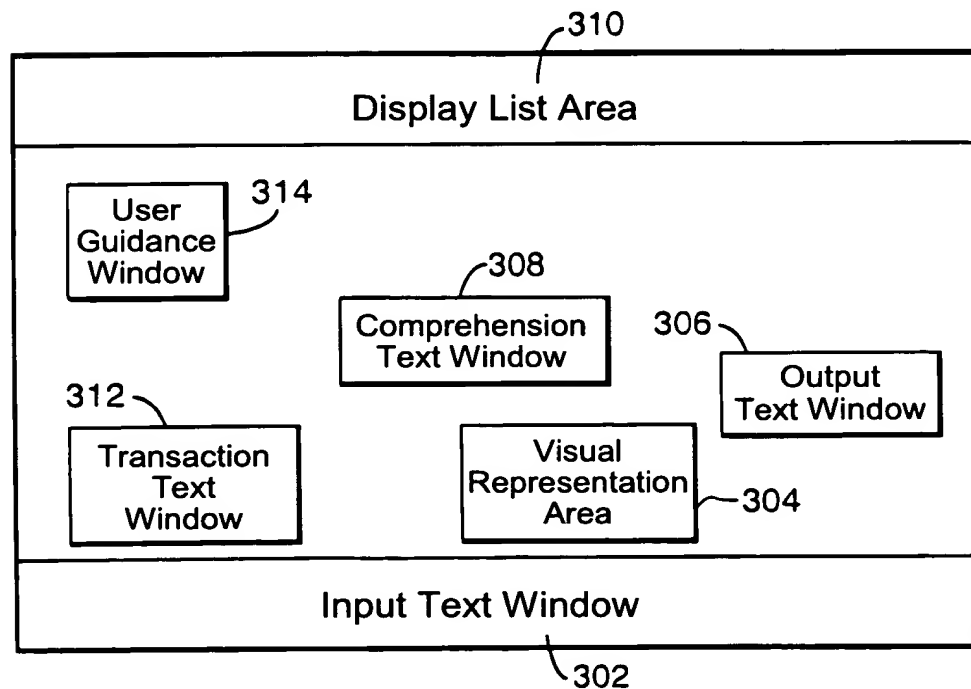 310
Display List Area
User
Guidance
Window
314
308
Comprehension
Text Window
306
Output
Text Window
312
Transaction
Text
Window
Visual
Representation
Area
304
Input Text Window
302